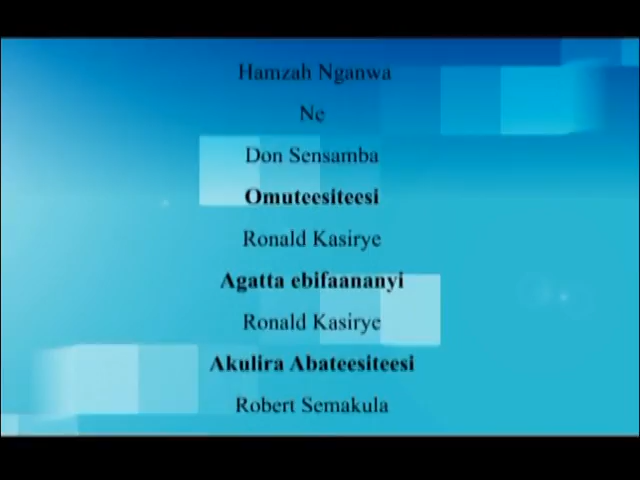 Hamzah Nganwa
Ne
Don Sensamba
Omuteesiteesi
Ronald Kasirye
Agatta ebifaananyi
Ronald Kasirye
Akulira Abateesiteesi
Robert Semakula